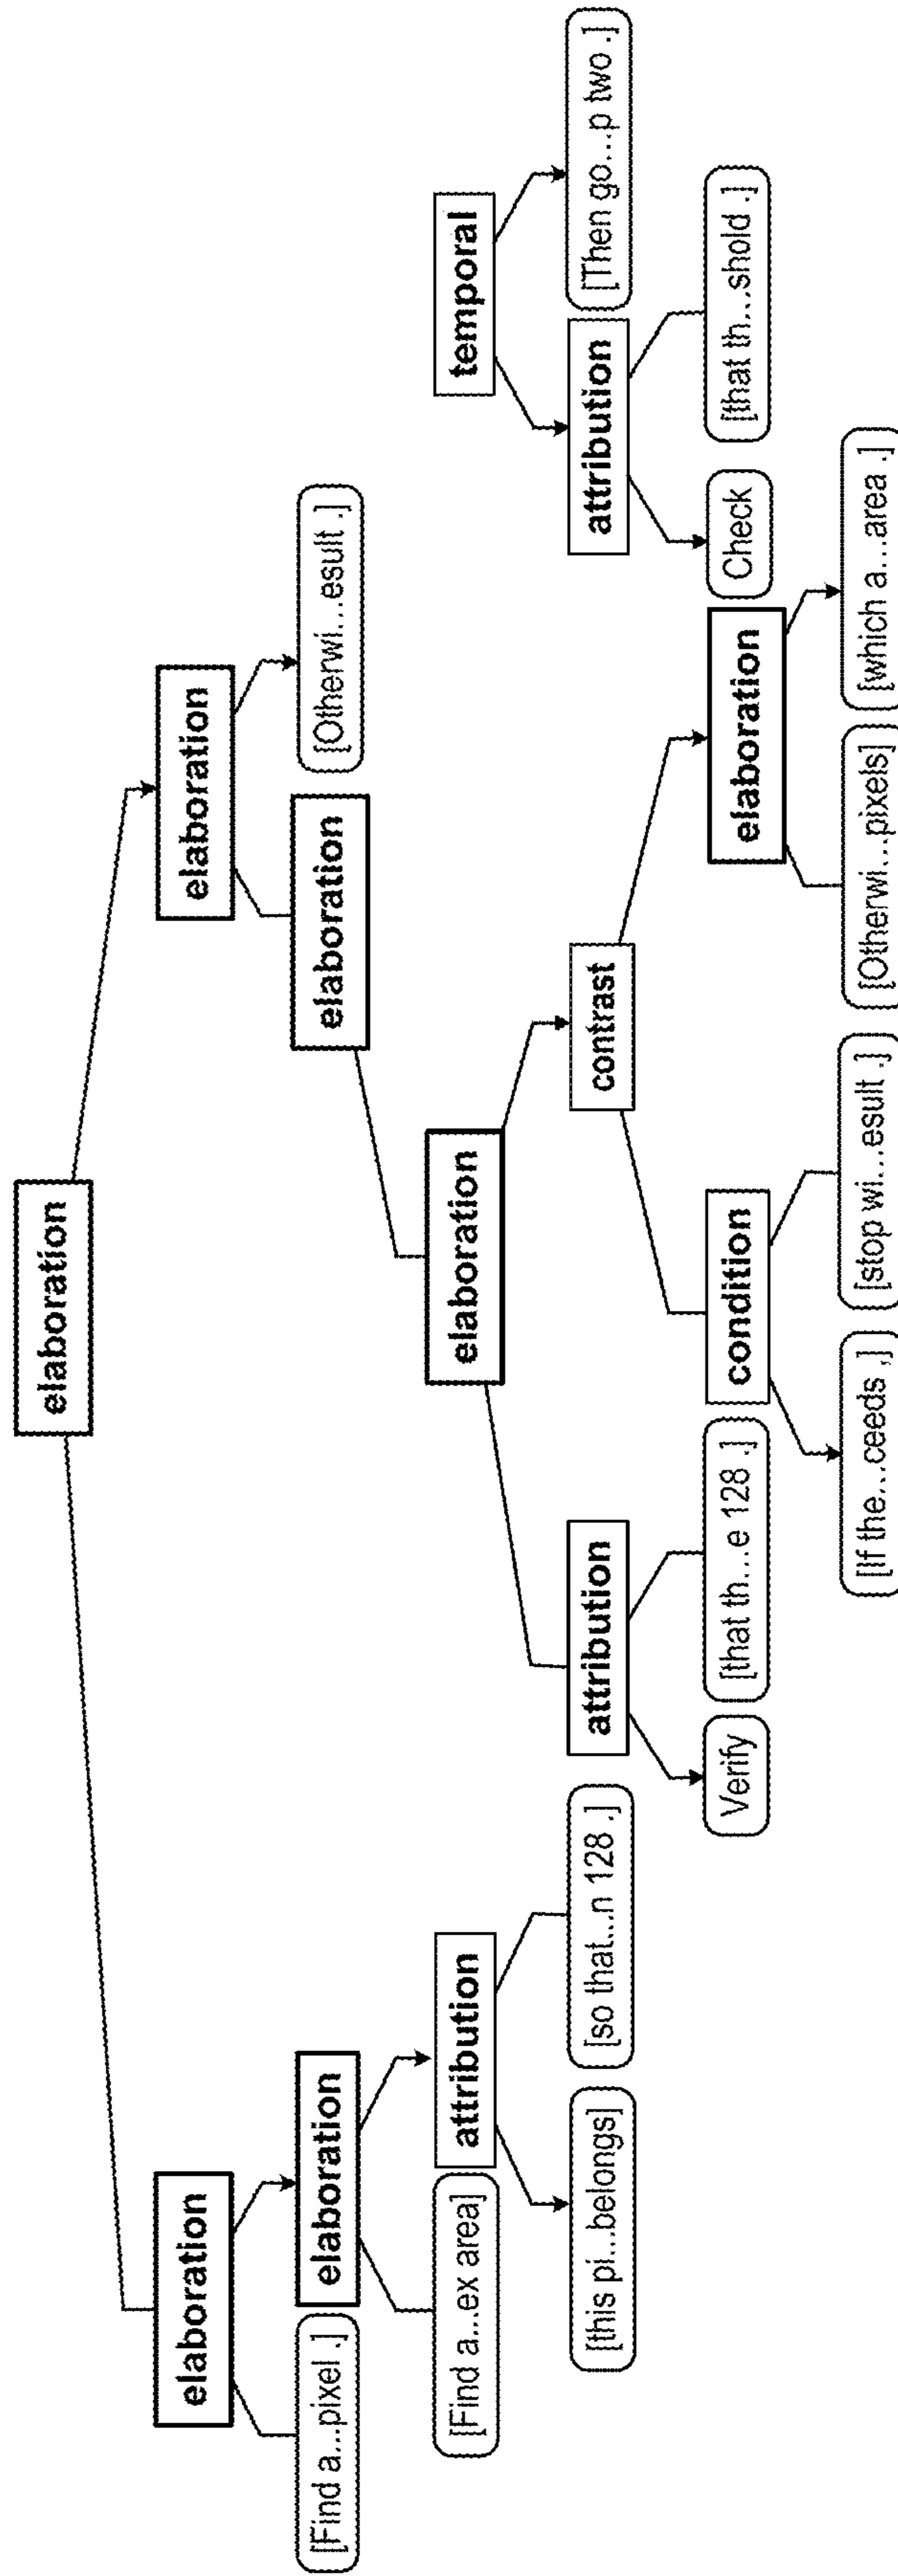 elaboration
elaboration
elaboration
[Find a...pixel .]
elaboration
elaboration
[Otherwi...esult .]
[Find a...ex area]
attribution
elaboration
temporal
[this pi...belongs]
[so that...n 128 .]
attribution
contrast
attribution
[Then go...p two .]
Verify
[that th...e 128 .]
condition
elaboration
Check
[that th...shold .]
[If the...ceeds ,]
[stop wi...esult .]
[Otherwi...pixels]
[which a...area .]